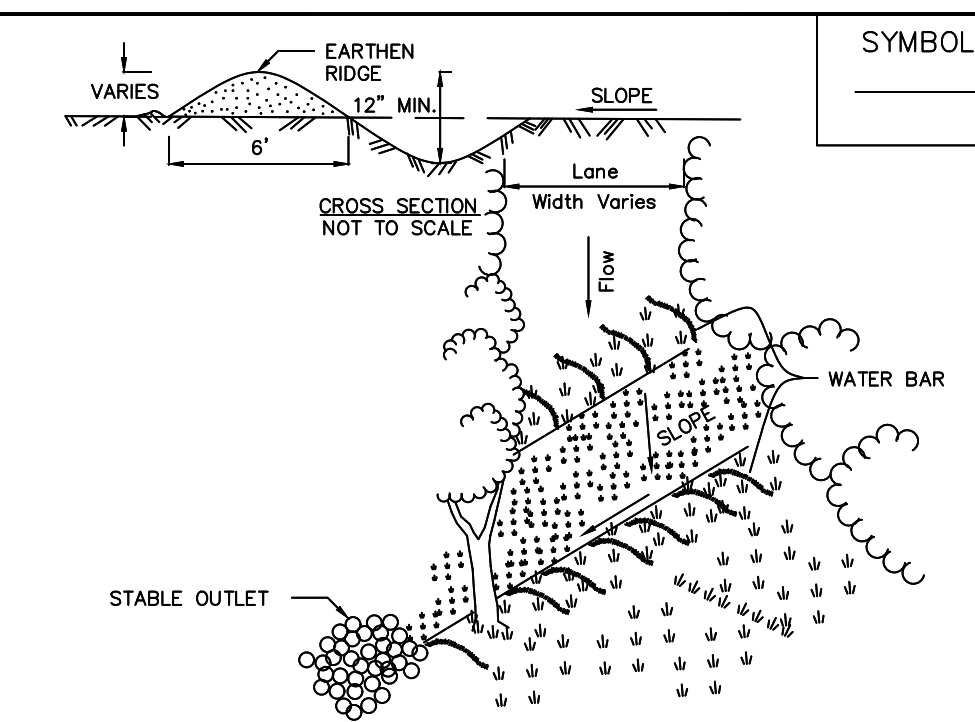 SYMBOL
EARTHEN
RIDGE
VARIES
12” MIN.
SLOPE
6’
Lane
Width Varies
CROSS SECTION
NOT TO SCALE
Flow
WATER BAR
SLOPE
STABLE OUTLET